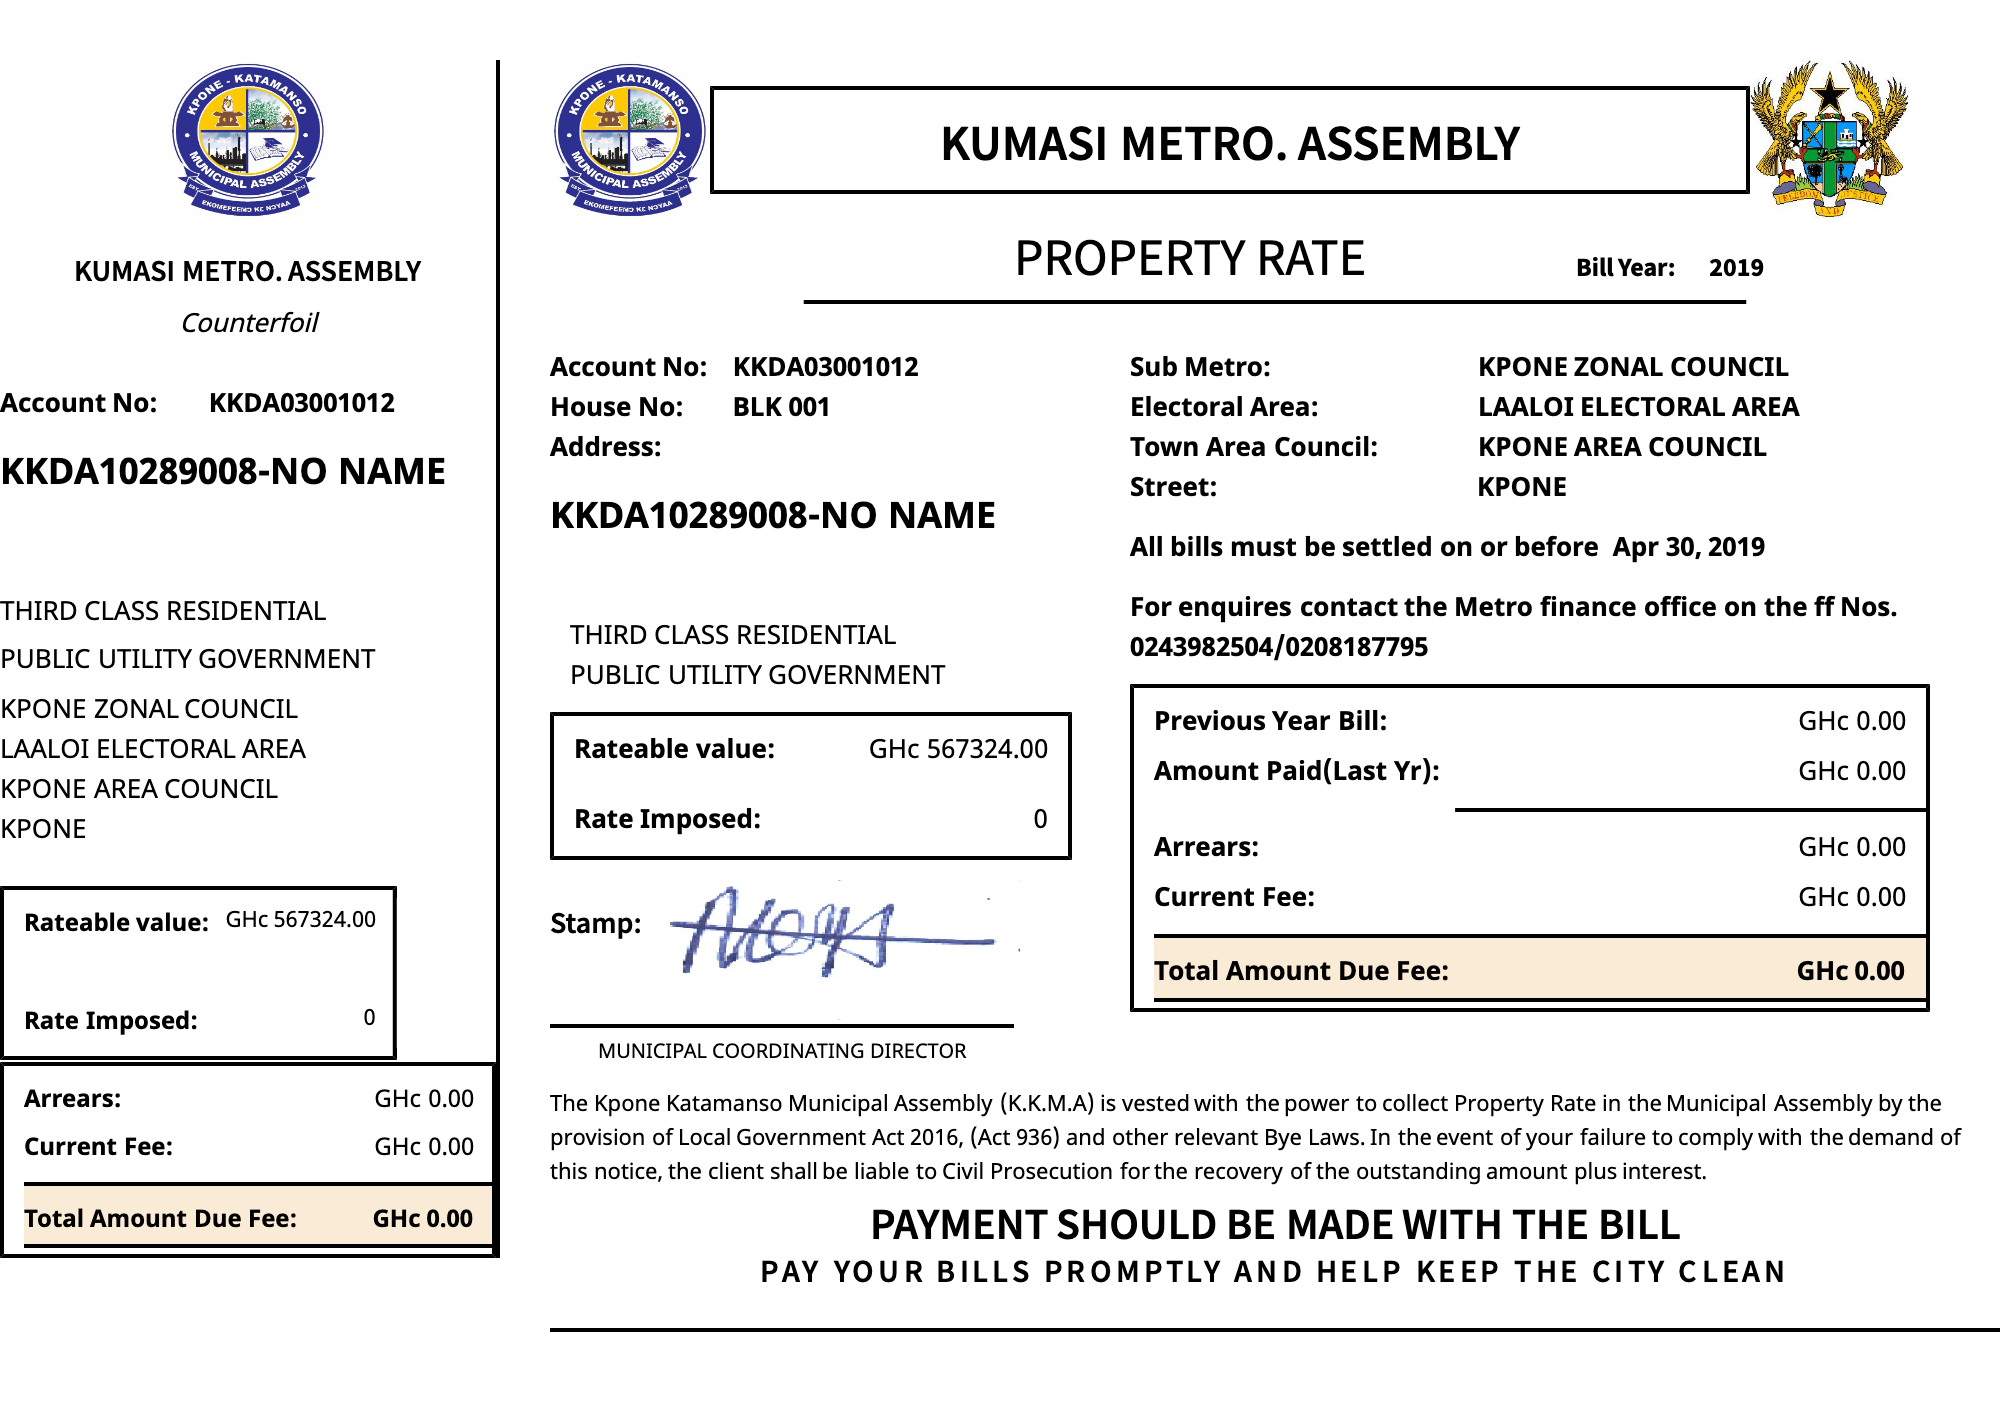 KPONE - KATAMANSO
MUNICIPAL ASSEMBLY
KUMASI METRO. ASSEMBLY
Counterfoil
Account No: KKDA03001012
KKDA10289008-NO NAME
THIRD CLASS RESIDENTIAL
PUBLIC UTILITY GOVERNMENT
KPONE ZONAL COUNCIL
LAALOI ELECTORAL AREA
KPONE AREA COUNCIL
KPONE
Rateable value: GHc 567324.00
Rate Imposed: 0
Arrears: GHc 0.00
Current Fee: GHc 0.00
Total Amount Due Fee: GHc 0.00
KPONE - KATAMANSO
MUNICIPAL ASSEMBLY
KUMASI METRO. ASSEMBLY
PROPERTY RATE
Bill Year: 2019
Account No: KKDA03001012
House No: BLK 001
Address:
KKDA10289008-NO NAME
THIRD CLASS RESIDENTIAL
PUBLIC UTILITY GOVERNMENT
Rateable value: GHc 567324.00
Rate Imposed: 0
Stamp:
MUNICIPAL COORDINATING DIRECTOR
Sub Metro: KPONE ZONAL COUNCIL
Electoral Area: LAALOI ELECTORAL AREA
Town Area Council: KPONE AREA COUNCIL
Street: KPONE
All bills must be settled on or before Apr 30, 2019
For enquires contact the Metro finance office on the ff Nos.
0243982504/0208187795
Previous Year Bill: GHc 0.00
Amount Paid(Last Yr): GHc 0.00
Arrears: GHc 0.00
Current Fee: GHc 0.00
Total Amount Due Fee: GHc 0.00
The Kpone Katamanso Municipal Assembly (K.K.M.A) is vested with the power to collect Property Rate in the Municipal Assembly by the
provision of Local Government Act 2016, (Act 936) and other relevant Bye Laws. In the event of your failure to comply with the demand of
this notice, the client shall be liable to Civil Prosecution for the recovery of the outstanding amount plus interest.
PAYMENT SHOULD BE MADE WITH THE BILL
PAY YOUR BILLS PROMPTLY AND HELP KEEP THE CITY CLEAN